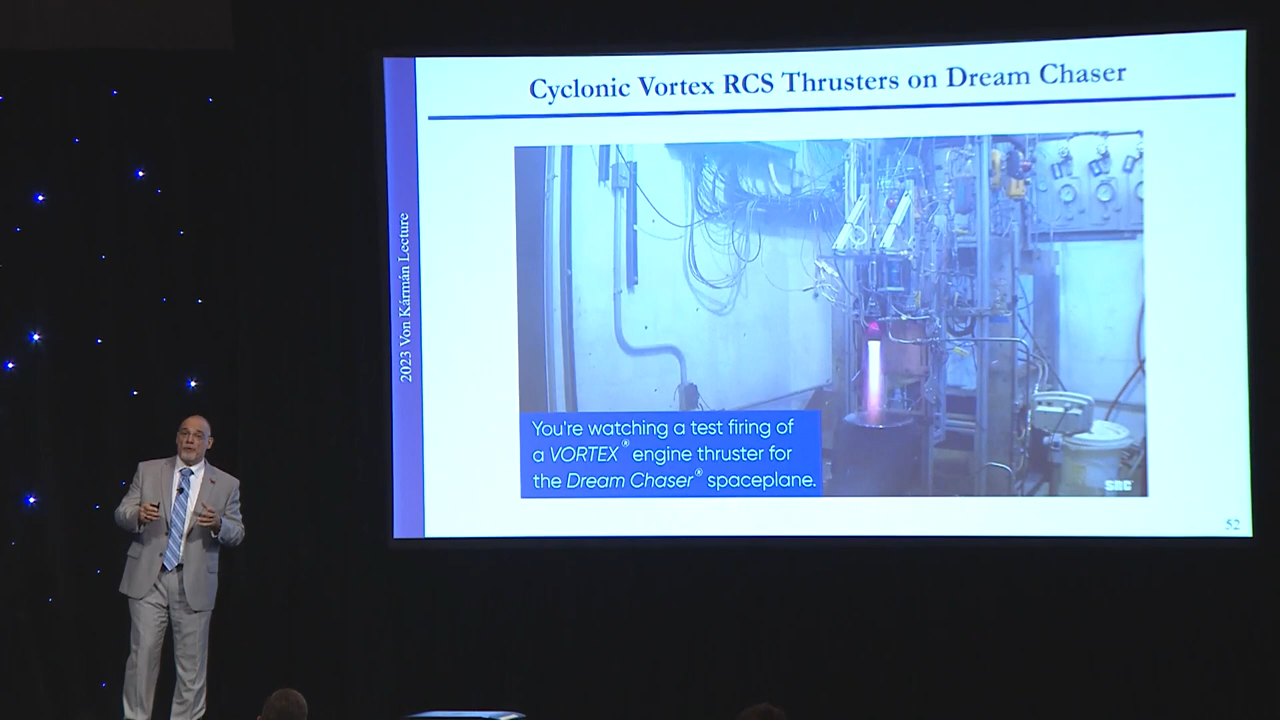 Cyclonic Vortex RCS Thrusters on Dream Chaser
2023 Von Kármán Lecture
You're watching a test firing of
a VORTEX® engine thruster for
the Dream Chaser® spaceplane.
SNC
52